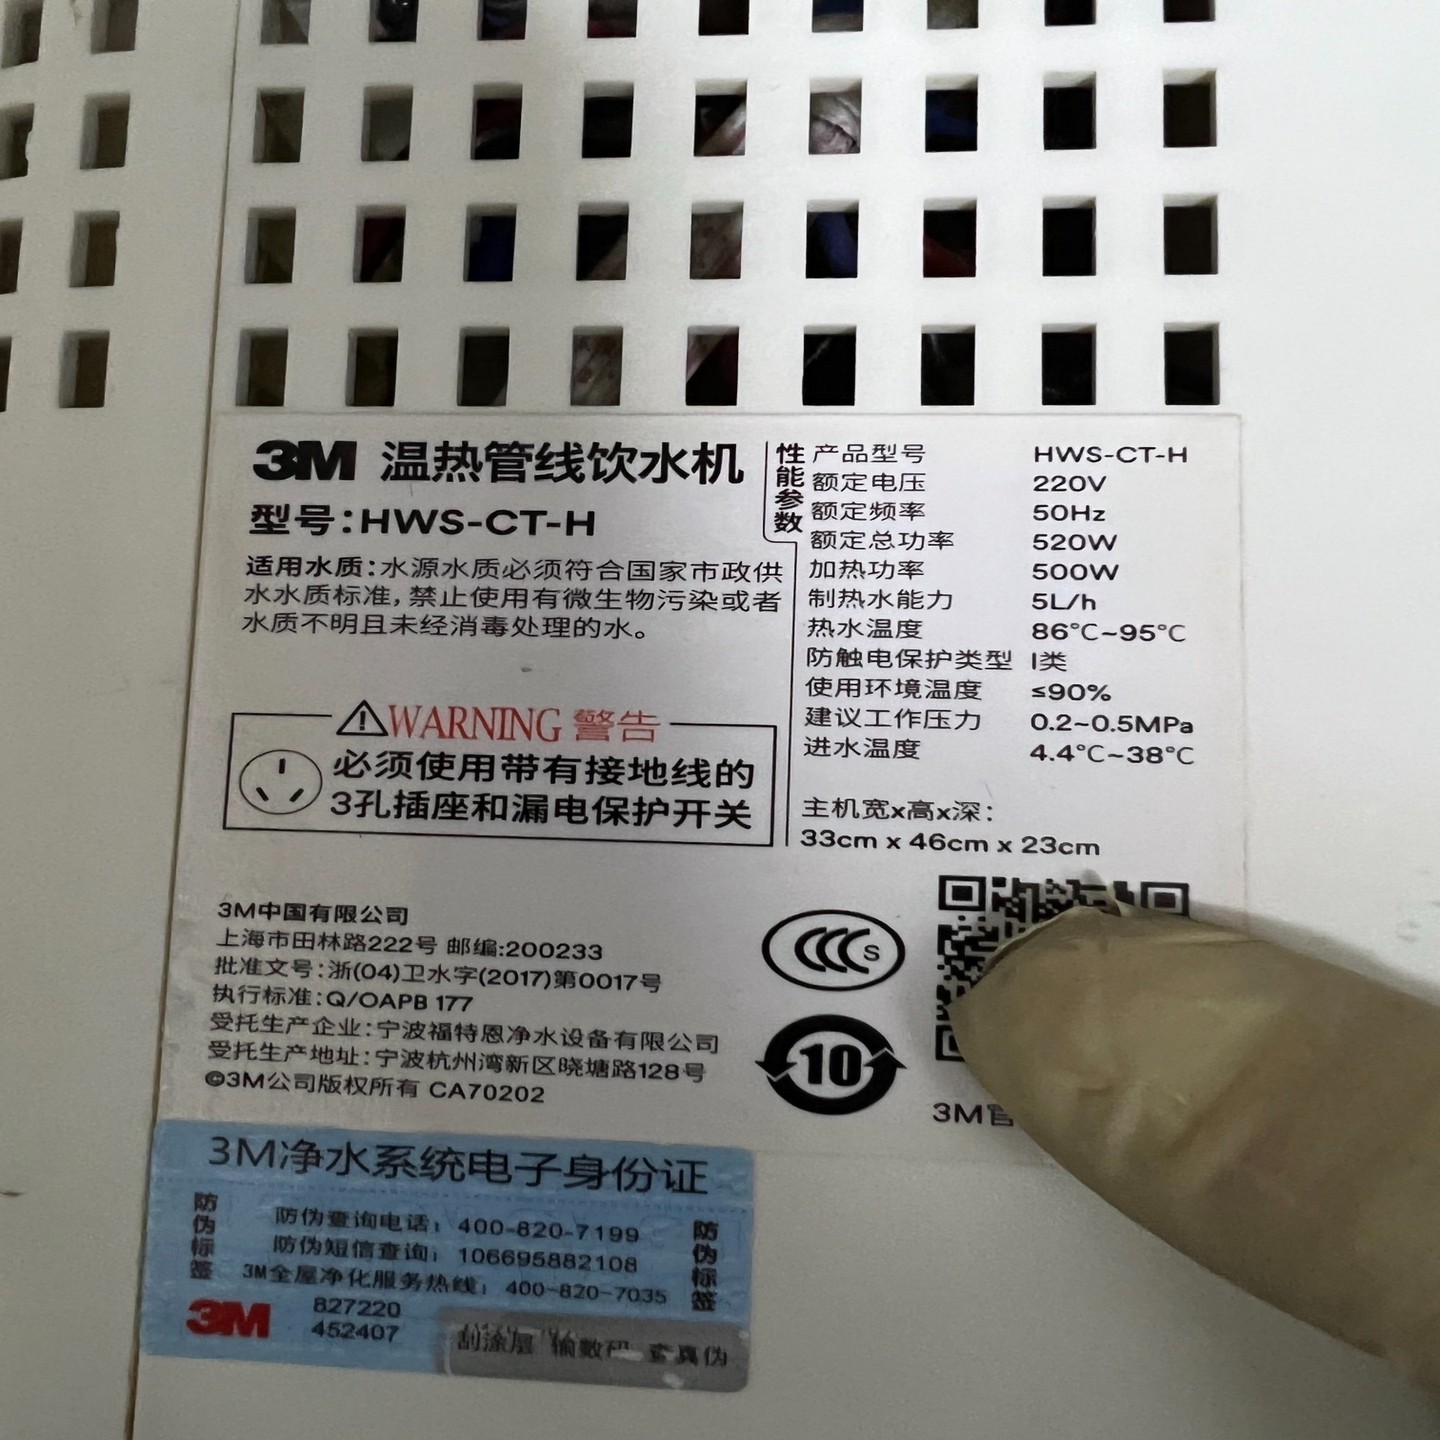 3M 温热管线饮水机
型号:HWS-CT-H
适用水质:水源水质必须符合国家市政供
水水质标准,禁止使用有微生物污染或者
水质不明且未经消毒处理的水。
WARNING 警告
必须使用带有接地线的
3孔插座和漏电保护开关
性能参数
产品型号 HWS-CT-H
额定电压 220V
额定频率 50Hz
额定总功率 520W
加热功率 500W
制热水能力 5L/h
热水温度 86℃~95℃
防触电保护类型 I类
使用环境温度 ≤90%
建议工作压力 0.2~0.5MPa
进水温度 4.4℃~38℃
主机宽x高x深:
33cm x 46cm x 23cm
3M中国有限公司
上海市田林路222号 邮编:200233
批准文号:浙(04)卫水字(2017)第0017号
执行标准:Q/OAPB 177
受托生产企业:宁波福特恩净水设备有限公司
受托生产地址:宁波杭州湾新区晓塘路128号
©3M公司版权所有 CA70202
CCC S
10
3M官
3M净水系统电子身份证
防伪标签
防伪查询电话: 400-820-7199
防伪短信查询: 106695882108
3M全屋净化服务热线: 400-820-7035
防伪标签
3M
827220
452407
刮涂层 输数码 查真伪